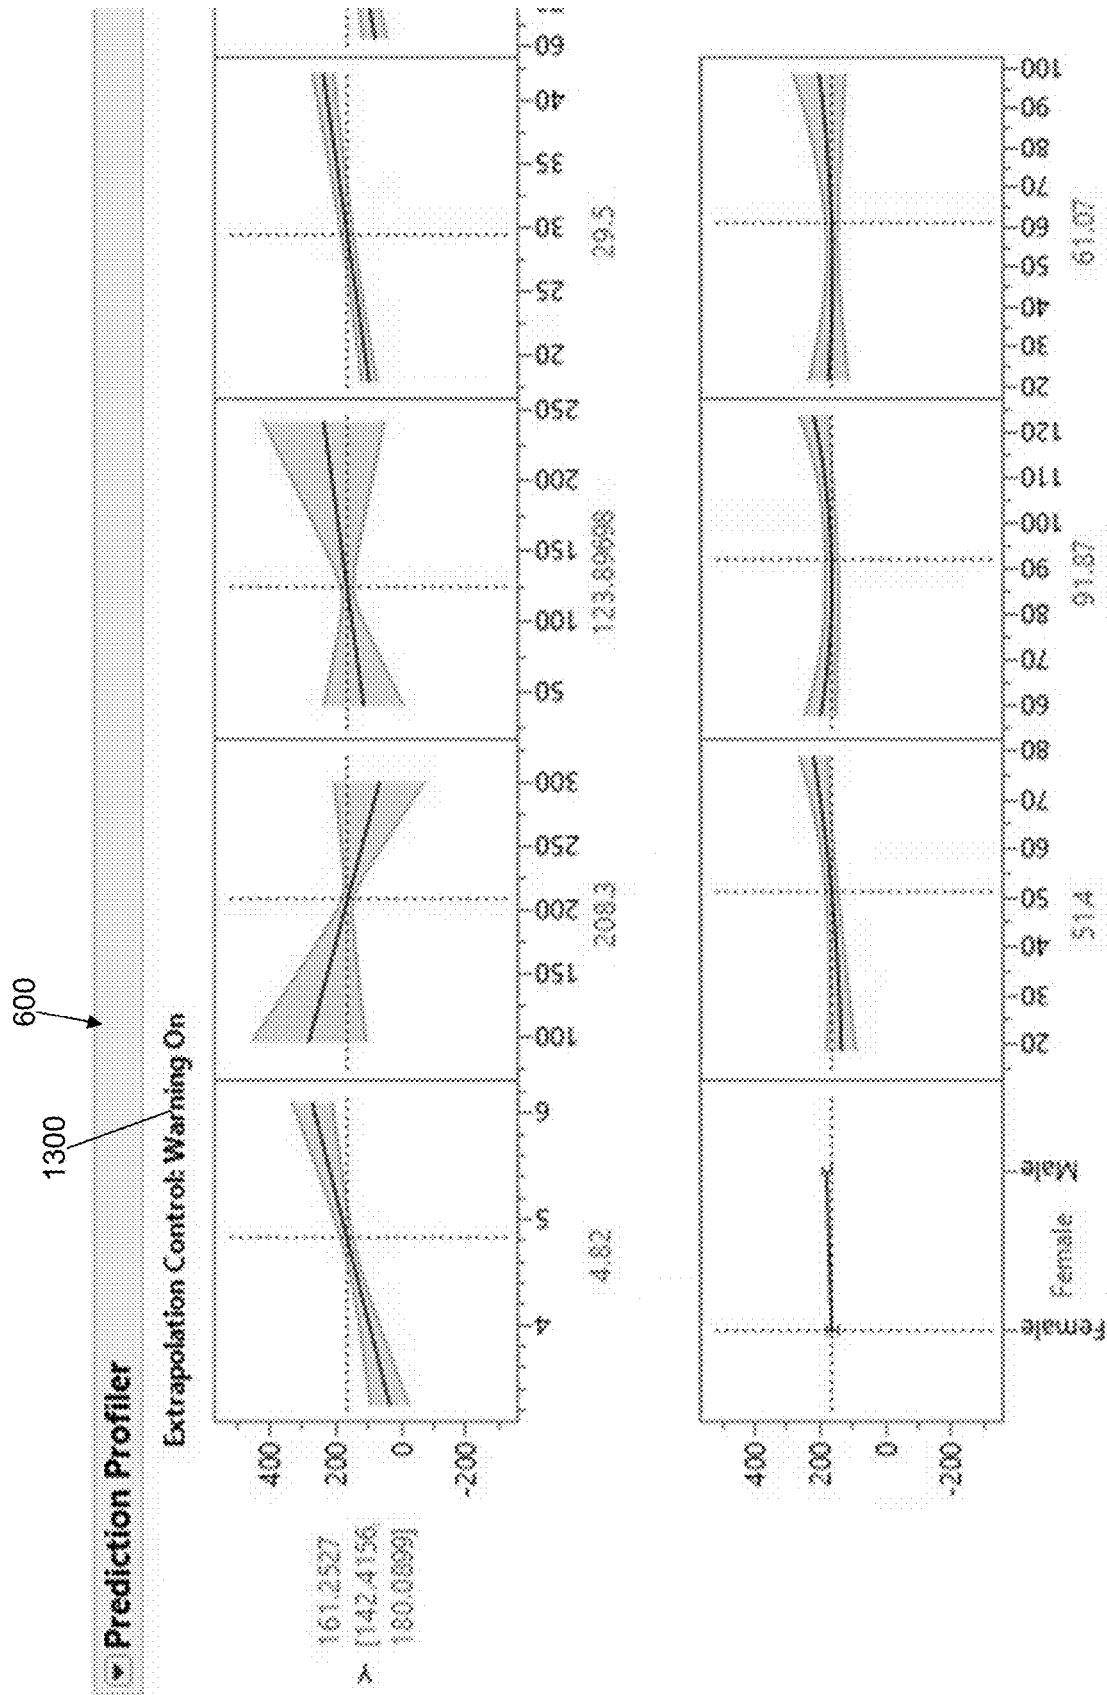 600
▼ Prediction Profiler
1300
Extrapolation Control: Warning On
400
200
0
-200
161.2527
Y [142.4156,
180.0899]
4 5 6
100 150 200 250 300
50 100 150 200 250
20 25 30 35 40
60
4.82
208.3
123.89998
29.5
400
200
0
-200
Female Male
20 30 40 50 60 70 80
60 70 80 90 100 110 120
20 30 40 50 60 70 80 90 100
Female
51.4
91.87
61.07